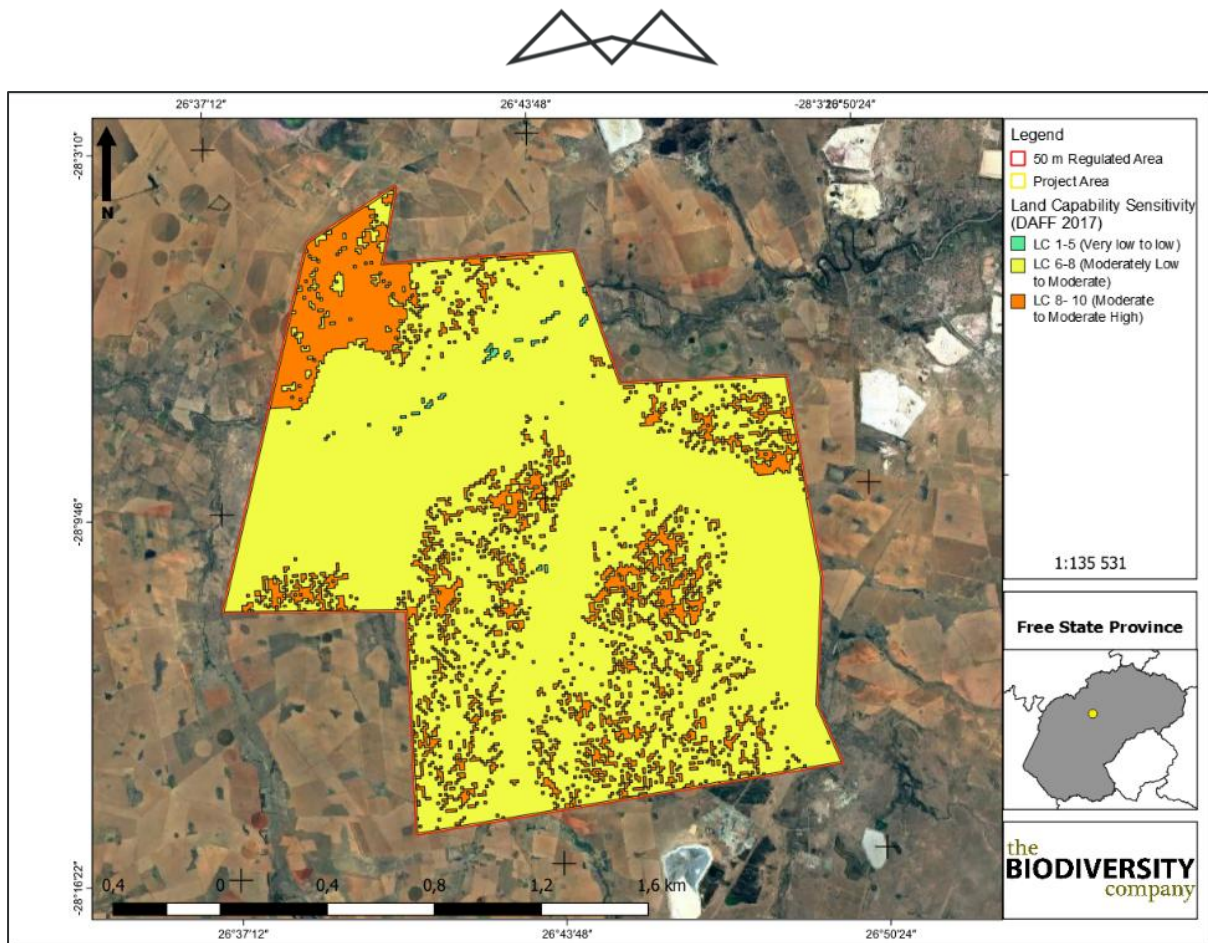 26°37'12"
26°43'48"
-28°3'10"
26°50'24"
-28°3'10"
N
Legend
50 m Regulated Area
Project Area
Land Capability Sensitivity
(DAFF 2017)
LC 1-5 (Very low to low)
LC 6-8 (Moderately Low
to Moderate)
LC 8- 10 (Moderate
to Moderate High)
-28°9'46"
1:135 531
Free State Province
-28°16'22"
0,4
0
0,4
0,8
1,2
1,6 km
the
BIODIVERSITY
company
26°37'12"
26°43'48"
26°50'24"